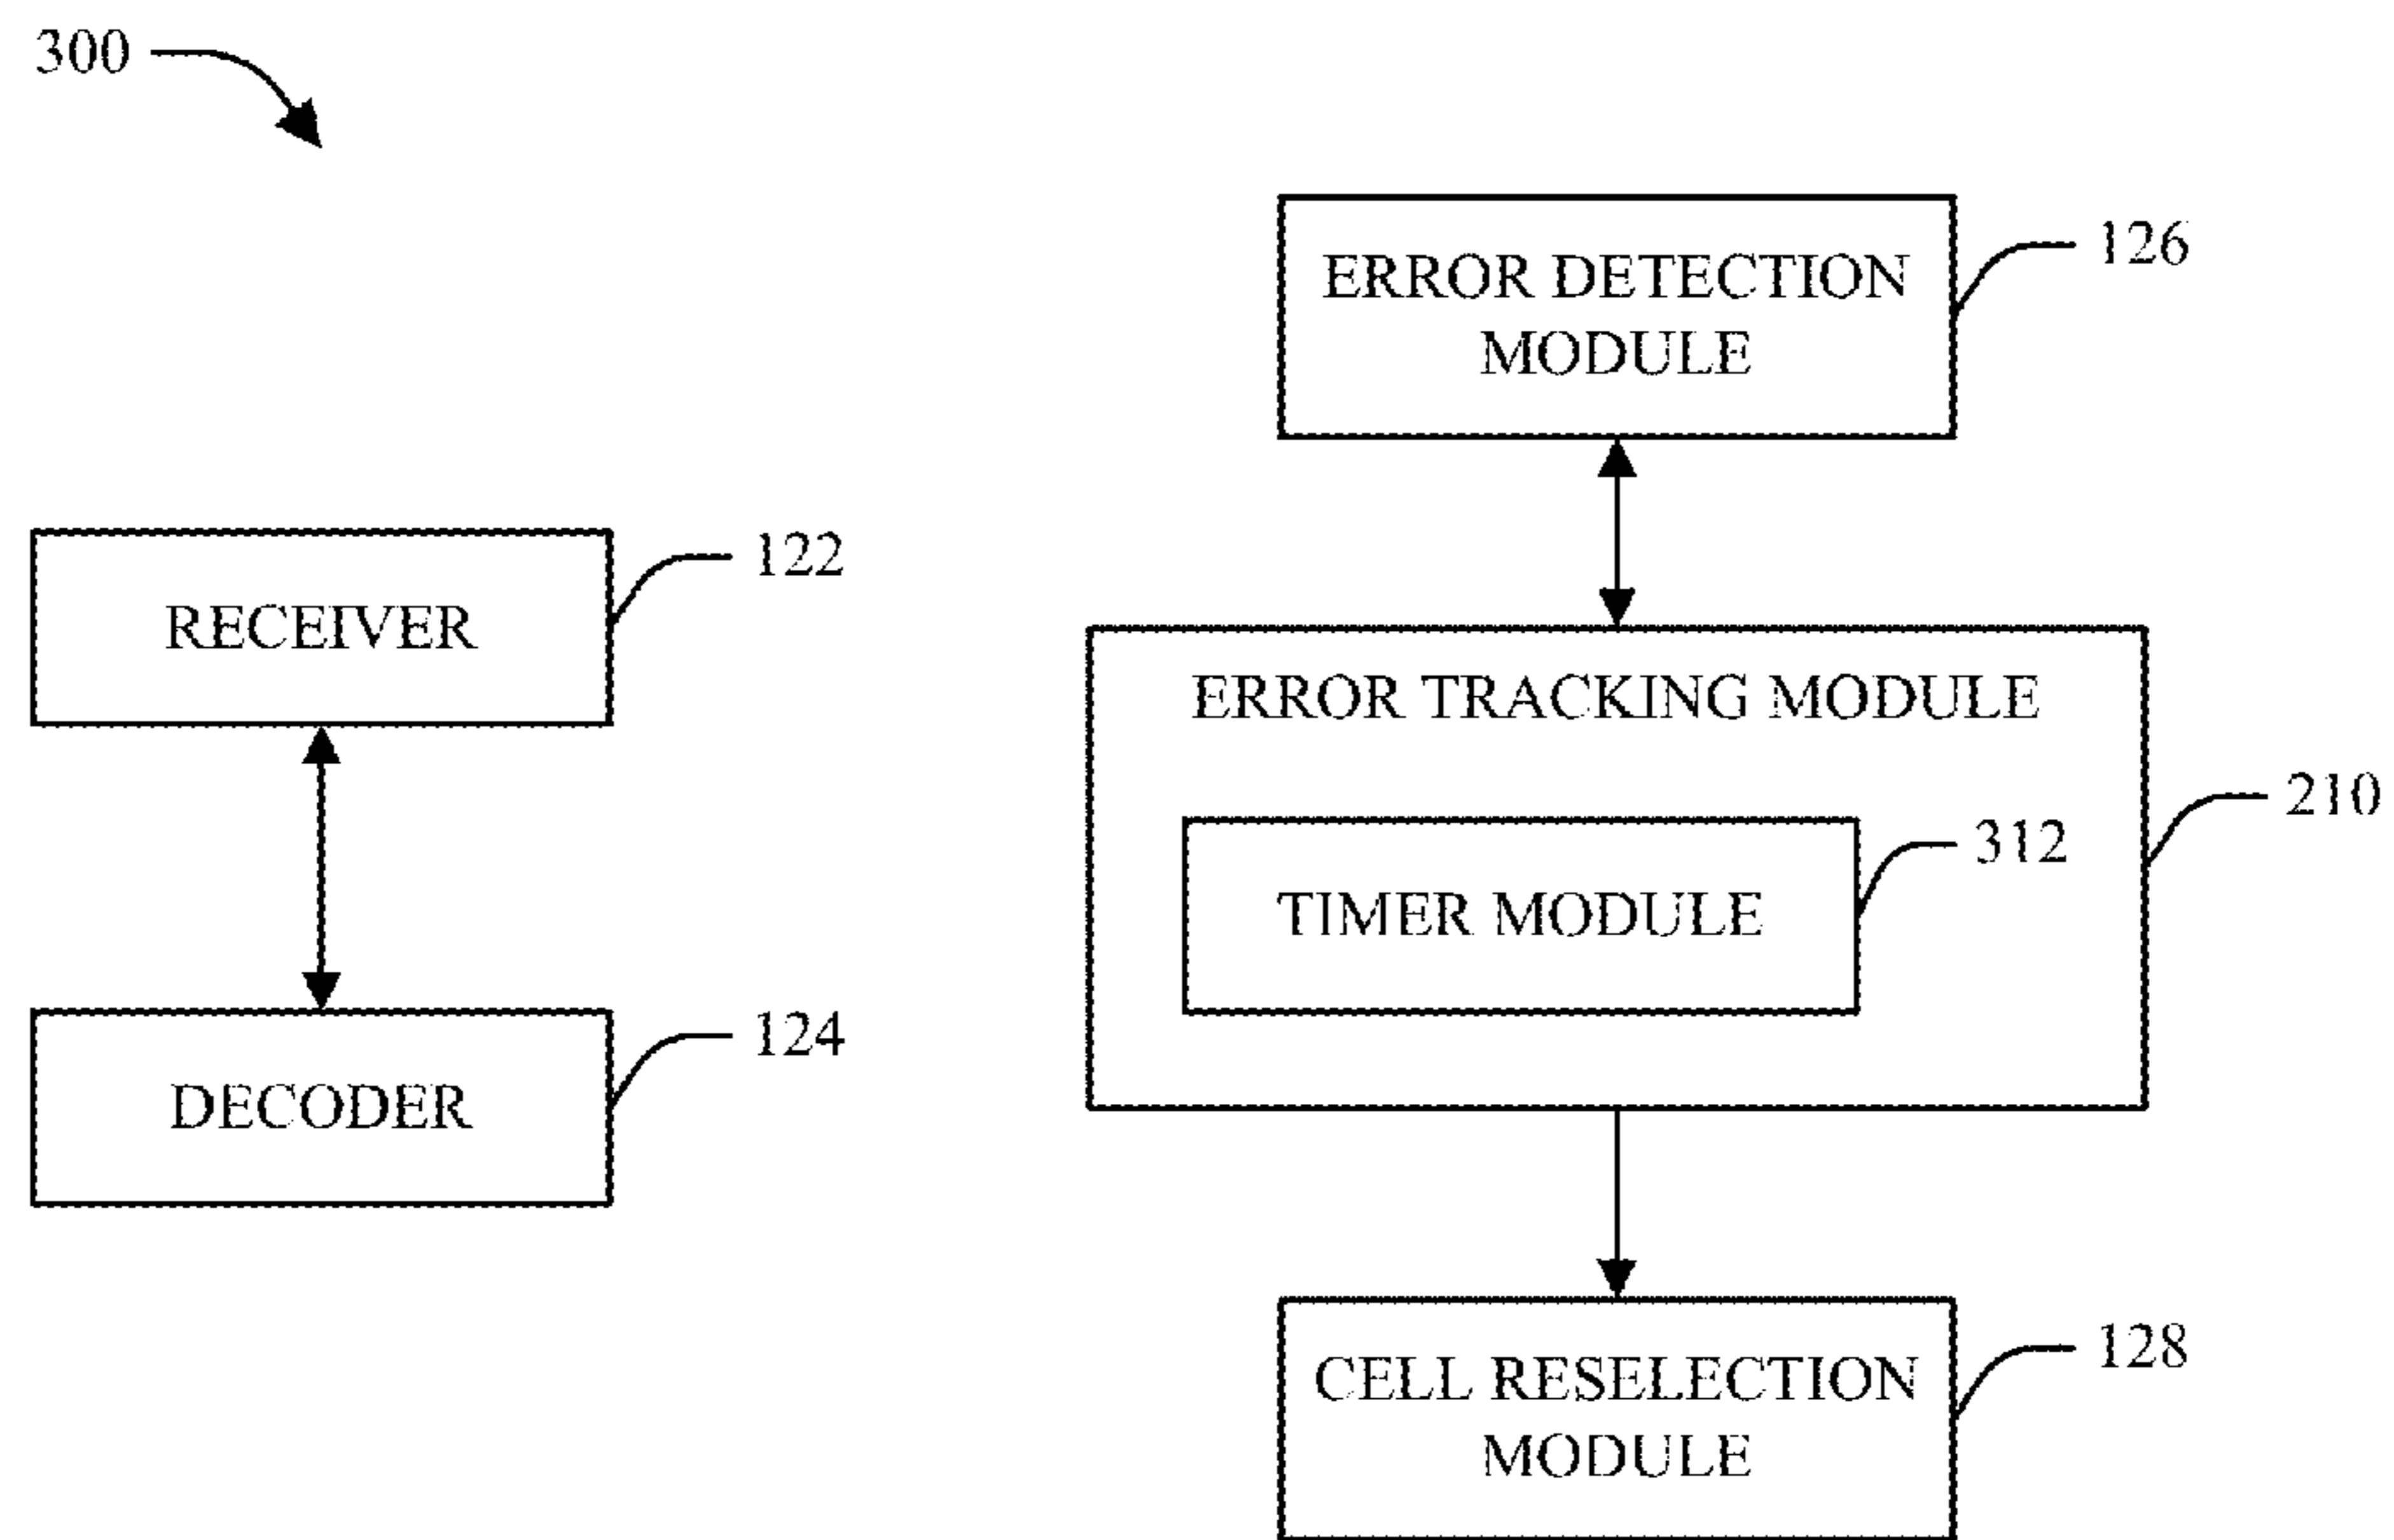 300
ERROR DETECTION
MODULE
126
RECEIVER
122
ERROR TRACKING MODULE
210
TIMER MODULE
312
DECODER
124
CELL RESELECTION
MODULE
128